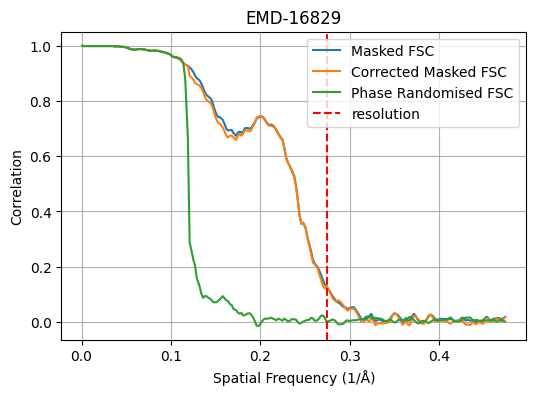 EMD-16829
Masked FSC
Corrected Masked FSC
Phase Randomised FSC
resolution
Correlation
1.0
0.8
0.6
0.4
0.2
0.0
0.0 0.1 0.2 0.3 0.4
Spatial Frequency (1/Å)